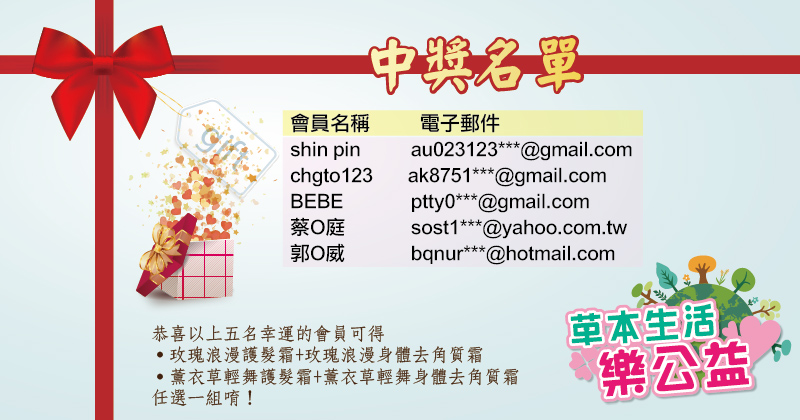 中獎名單
gift
會員名稱 電子郵件
shin pin au023123***@gmail.com
chgto123 ak8751***@gmail.com
BEBE ptty0***@gmail.com
蔡O庭 sost1***@yahoo.com.tw
郭O威 bqnur***@hotmail.com
恭喜以上五名幸運的會員可得
•玫瑰浪漫護髮霜+玫瑰浪漫身體去角質霜
•薰衣草輕舞護髮霜+薰衣草輕舞身體去角質霜
任選一組唷！
草本生活
樂公益